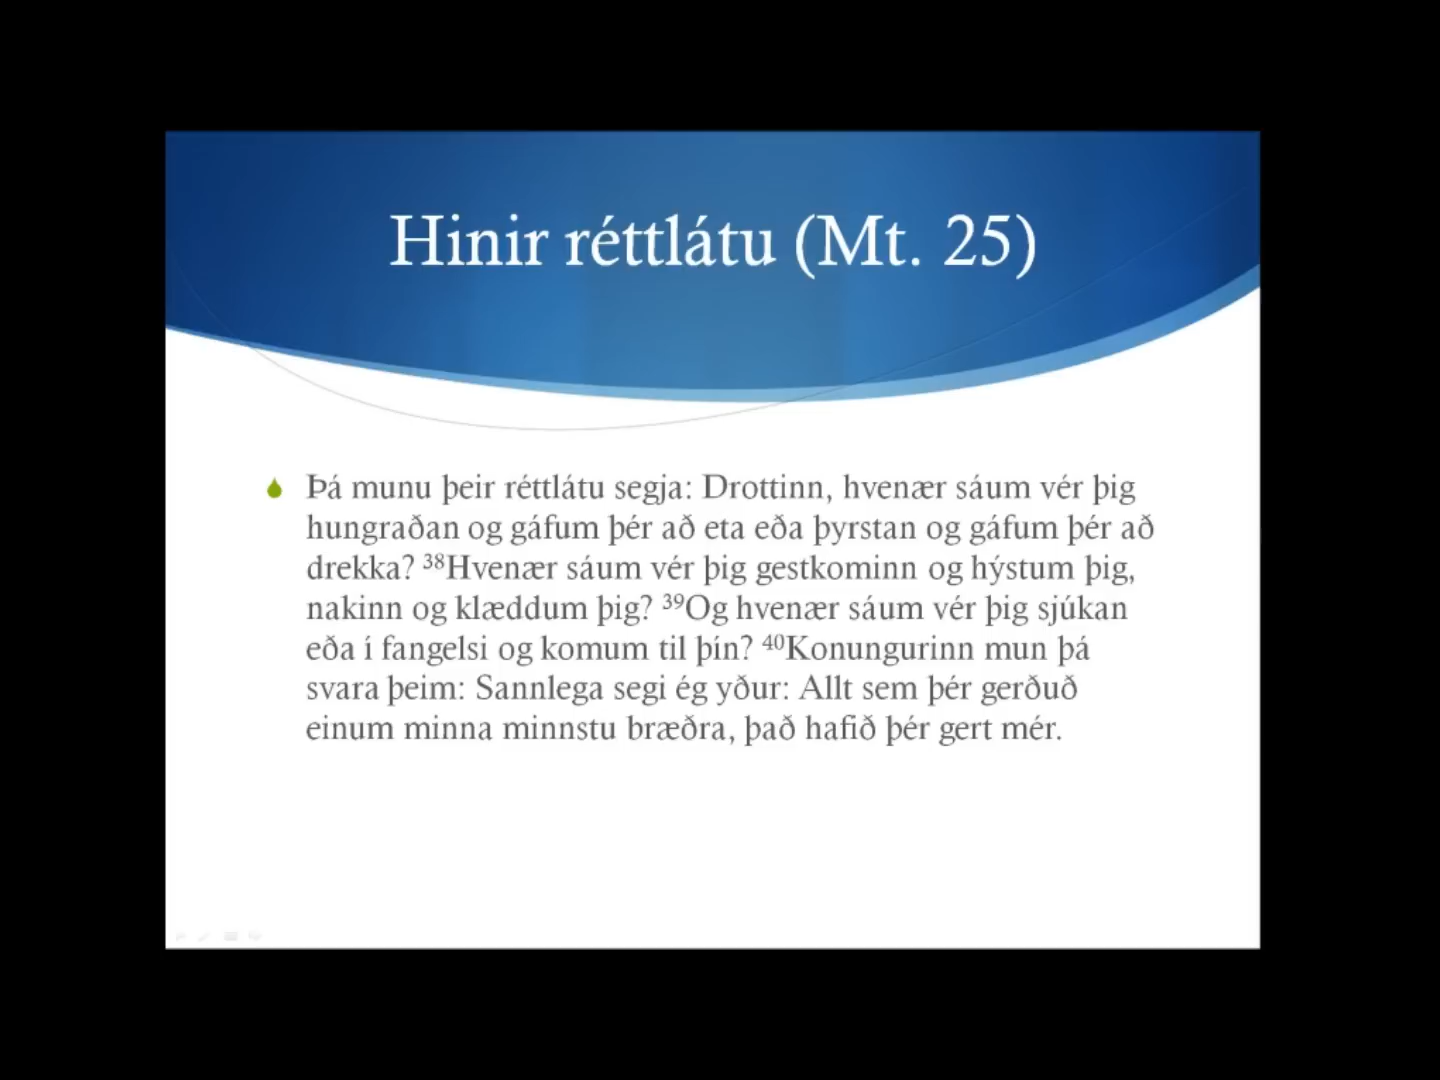 Hinir réttlátu (Mt. 25)
Þá munu þeir réttlátu segja: Drottinn, hvenær sáum vér þig
hungraðan og gáfum þér að eta eða þyrstan og gáfum þér að
drekka? ³⁸Hvenær sáum vér þig gestkominn og hýstum þig,
nakinn og klæddum þig? ³⁹Og hvenær sáum vér þig sjúkan
eða í fangelsi og komum til þín? ⁴⁰Konungurinn mun þá
svara þeim: Sannlega segi ég yður: Allt sem þér gerðuð
einum minna minnstu bræðra, það hafið þér gert mér.